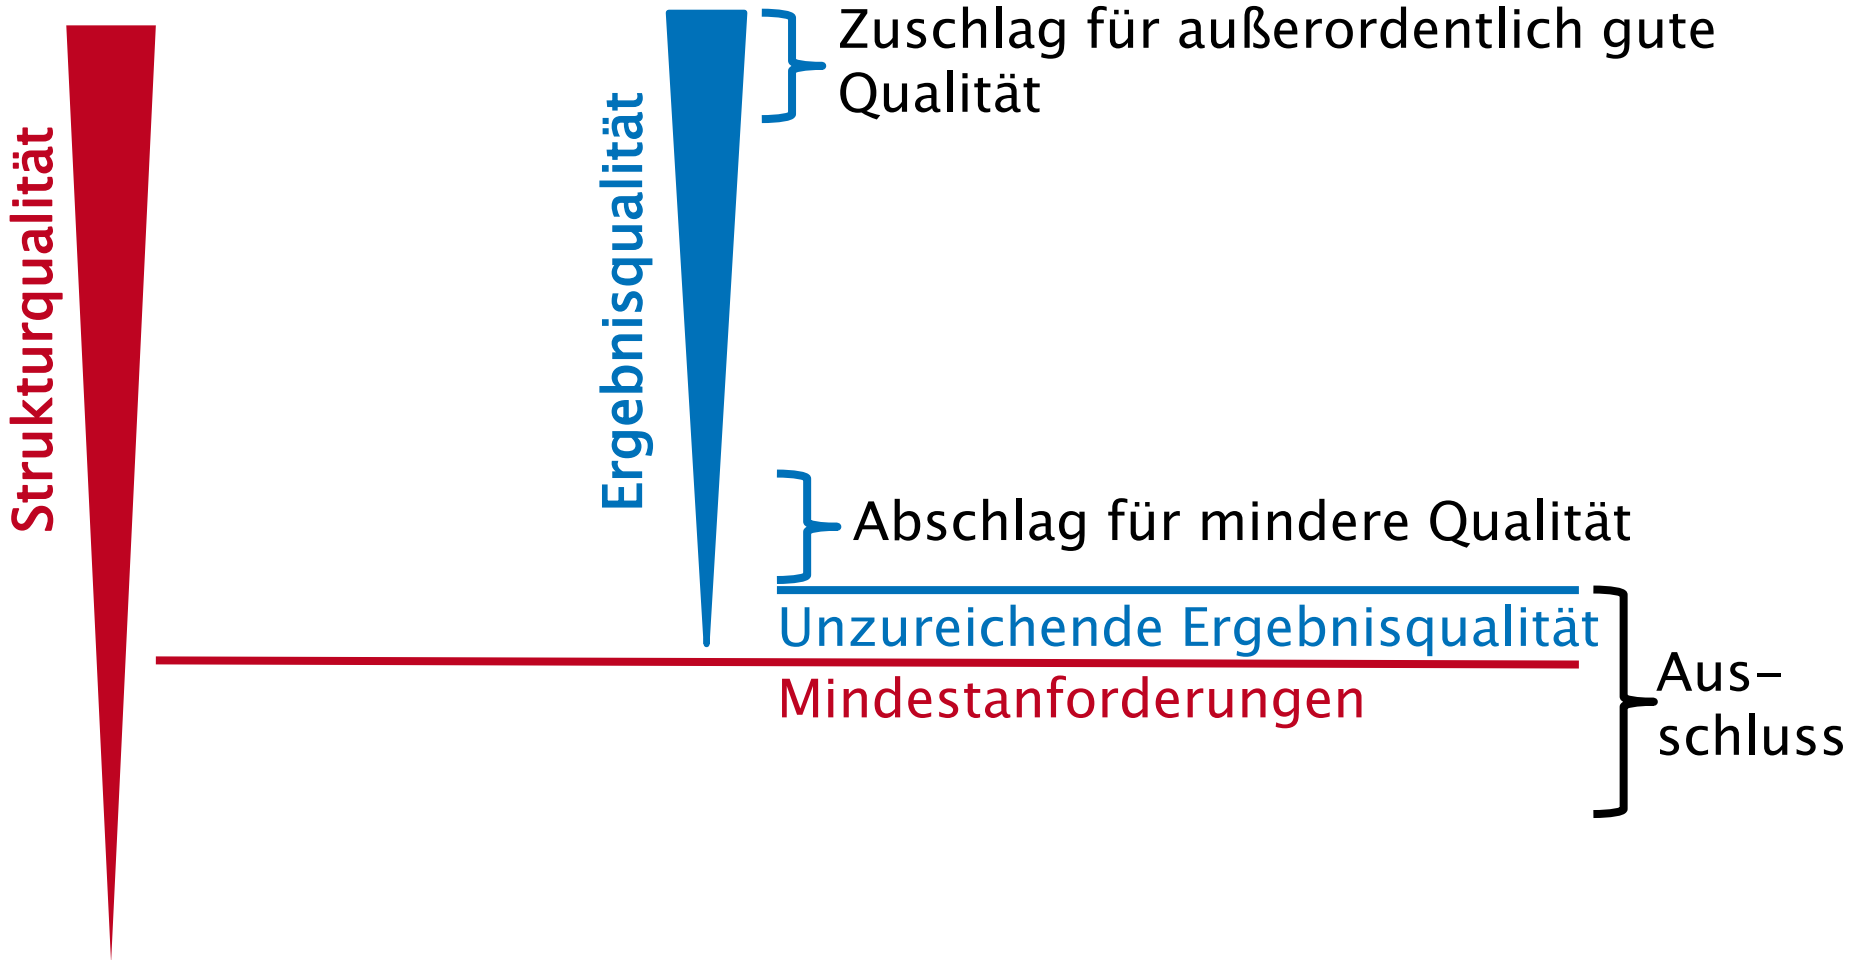 Strukturqualität
Ergebnisqualität
Zuschlag für außerordentlich gute
Qualität
Abschlag für mindere Qualität
Unzureichende Ergebnisqualität
Mindestanforderungen
Aus-
schluss